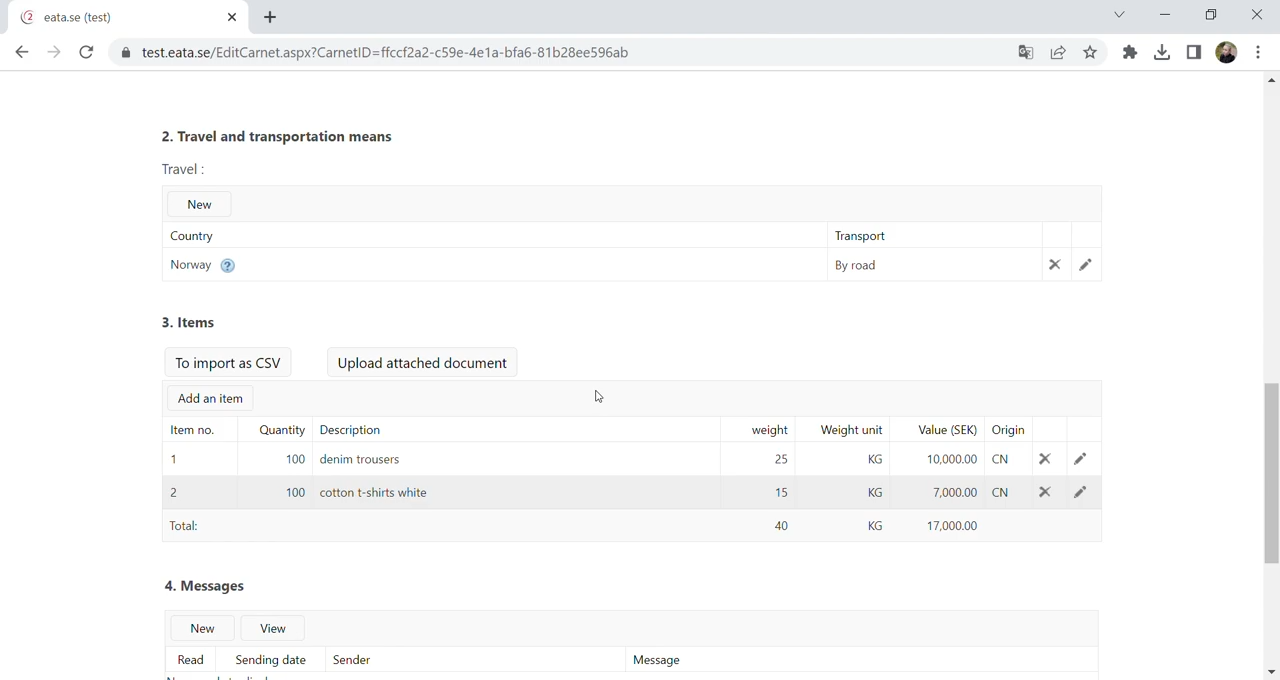 eata.se (test)
test.eata.se/EditCarnet.aspx?CarnetID=ffccf2a2-c59e-4e1a-bfa6-81b28ee596ab
2. Travel and transportation means
Travel :
New
Country Transport
Norway ? By road
3. Items
To import as CSV Upload attached document
Add an item
Item no. Quantity Description weight Weight unit Value (SEK) Origin
1 100 denim trousers 25 KG 10,000.00 CN
2 100 cotton t-shirts white 15 KG 7,000.00 CN
Total: 40 KG 17,000.00
4. Messages
New View
Read Sending date Sender Message